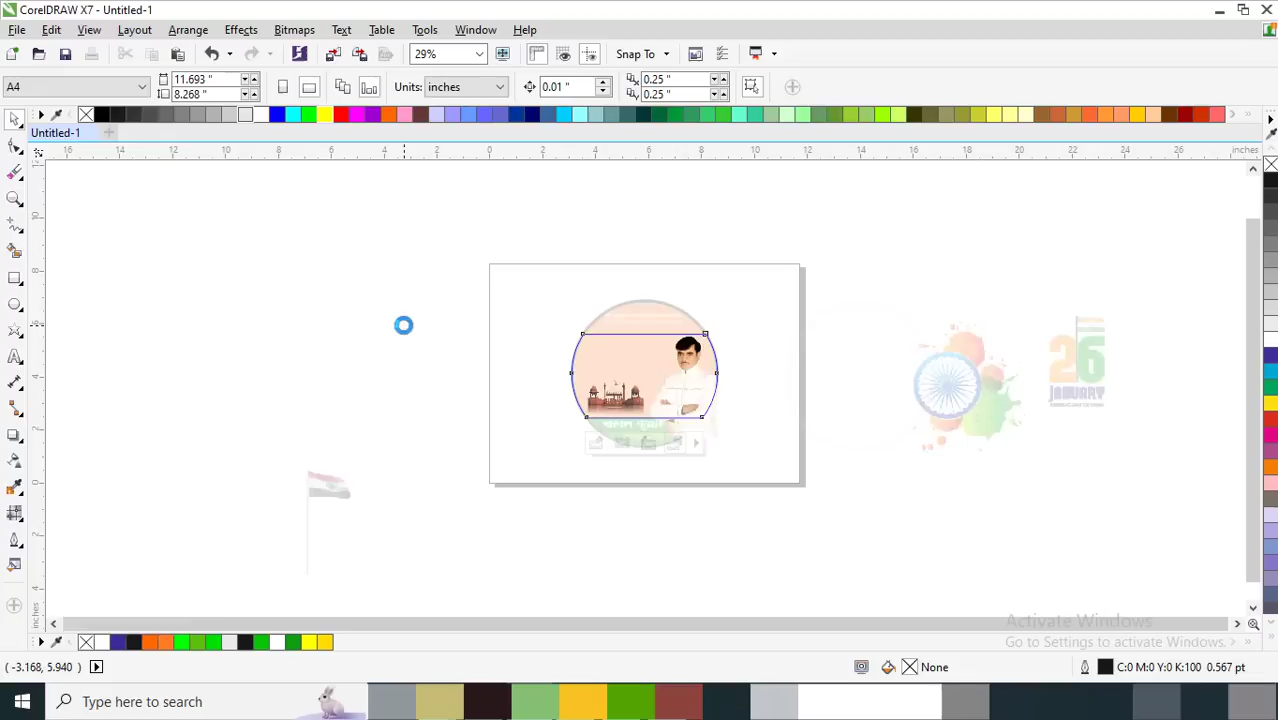 CorelDRAW X7 - Untitled-1
File Edit View Layout Arrange Effects Bitmaps Text Table Tools Window Help
29% Snap To
A4 11.693 " 8.268 " Units: inches 0.01 " 0.25 " 0.25 "
Untitled-1
16 14 12 10 8 6 4 2 0 2 4 6 8 10 12 14 16 18 20 22 24 26 inches
26
JANUARY
Activate Windows
Go to Settings to activate Windows.
( -3.168, 5.940 ) None C:0 M:0 Y:0 K:100 0.567 pt
Type here to search